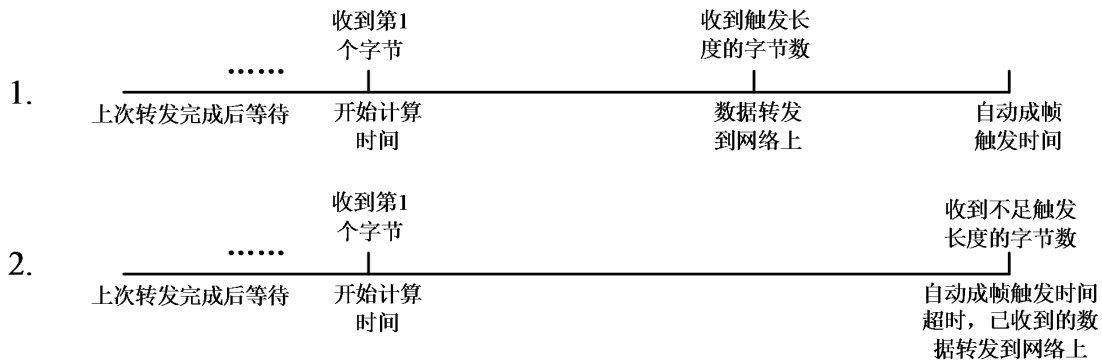 收到第1
个字节
收到触发长
度的字节数
……
1.
上次转发完成后等待
开始计算
时间
数据转发
到网络上
自动成帧
触发时间
收到第1
个字节
收到不足触发
长度的字节数
……
2.
上次转发完成后等待
开始计算
时间
自动成帧触发时间
超时，已收到的数
据转发到网络上